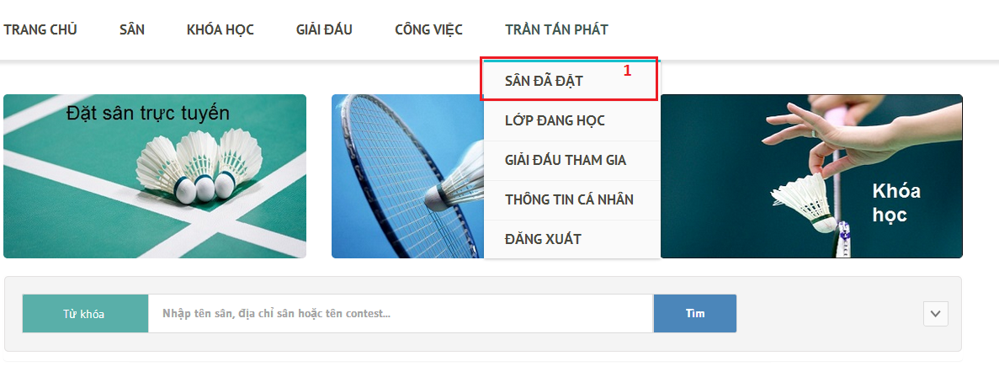 TRANG CHỦ SÂN KHÓA HỌC GIẢI ĐẤU CÔNG VIỆC TRẦN TẤN PHÁT
SÂN ĐÃ ĐẶT 1
LỚP ĐANG HỌC
GIẢI ĐẤU THAM GIA
THÔNG TIN CÁ NHÂN
ĐĂNG XUẤT
Đặt sân trực tuyến
Khóa
học
Từ khóa Nhập tên sân, địa chỉ sân hoặc tên contest... Tìm